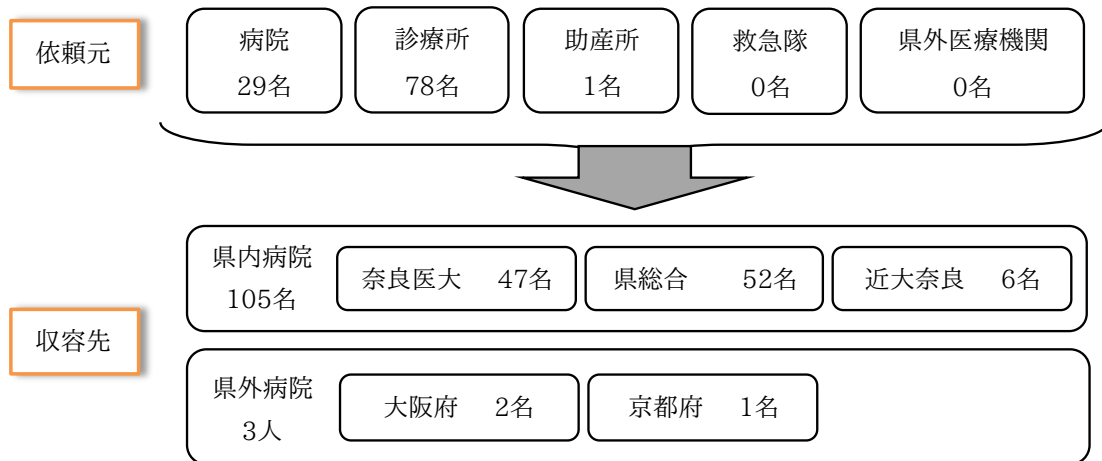 依頼元
病院
29名
診療所
78名
助産所
1名
救急隊
0名
県外医療機関
0名
収容先
県内病院
105名
奈良医大 47名
県総合 52名
近大奈良 6名
県外病院
3人
大阪府 2名
京都府 1名